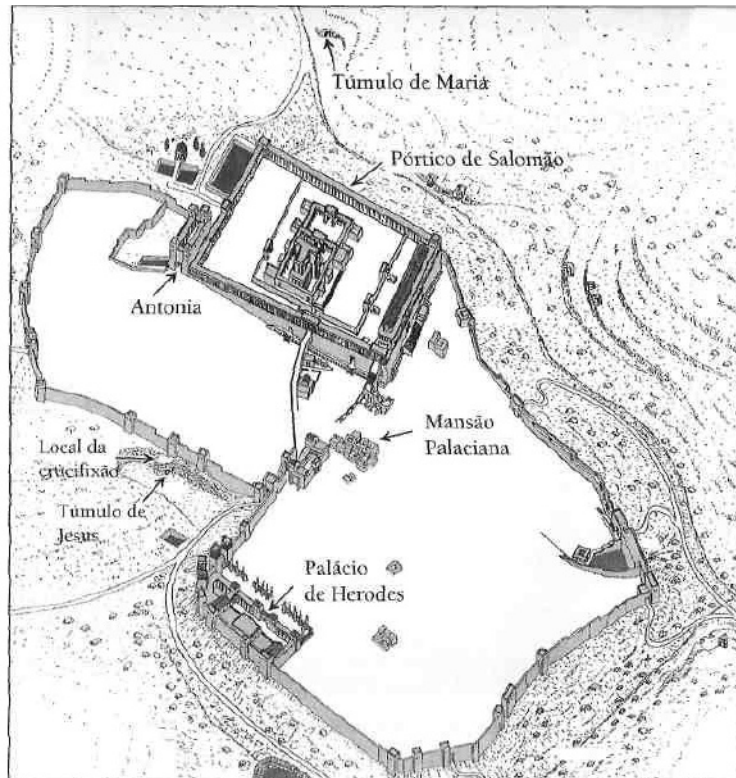 Túmulo de Maria
Pórtico de Salomão
Antonia
Mansão
Palaciana
Local da
crucifixão
Túmulo de
Jesus
Palácio
de Herodes